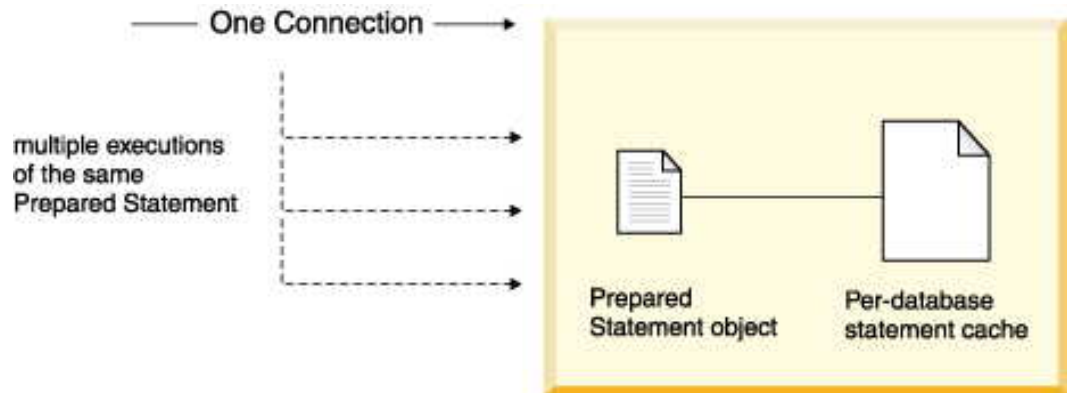 One Connection
multiple executions
of the same
Prepared Statement
Prepared
Statement object
Per-database
statement cache